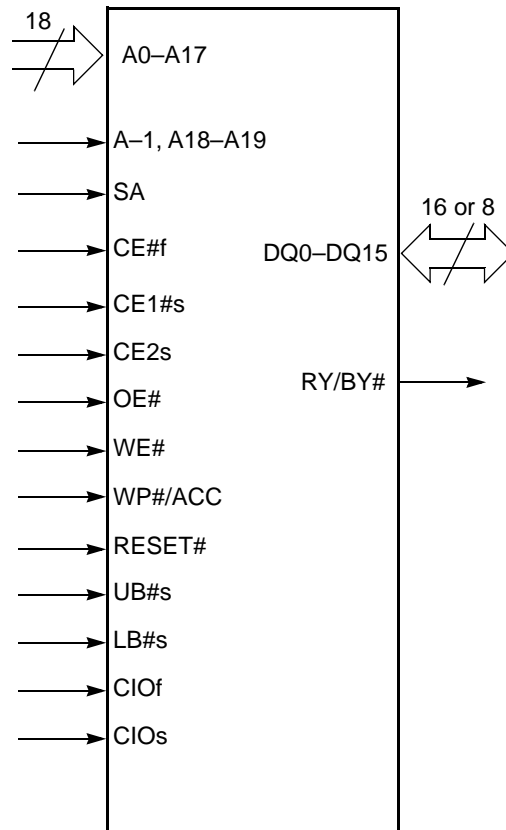 18
A0–A17
A–1, A18–A19
SA
16 or 8
CE#f
DQ0–DQ15
CE1#s
CE2s
RY/BY#
OE#
WE#
WP#/ACC
RESET#
UB#s
LB#s
CIOf
CIOs